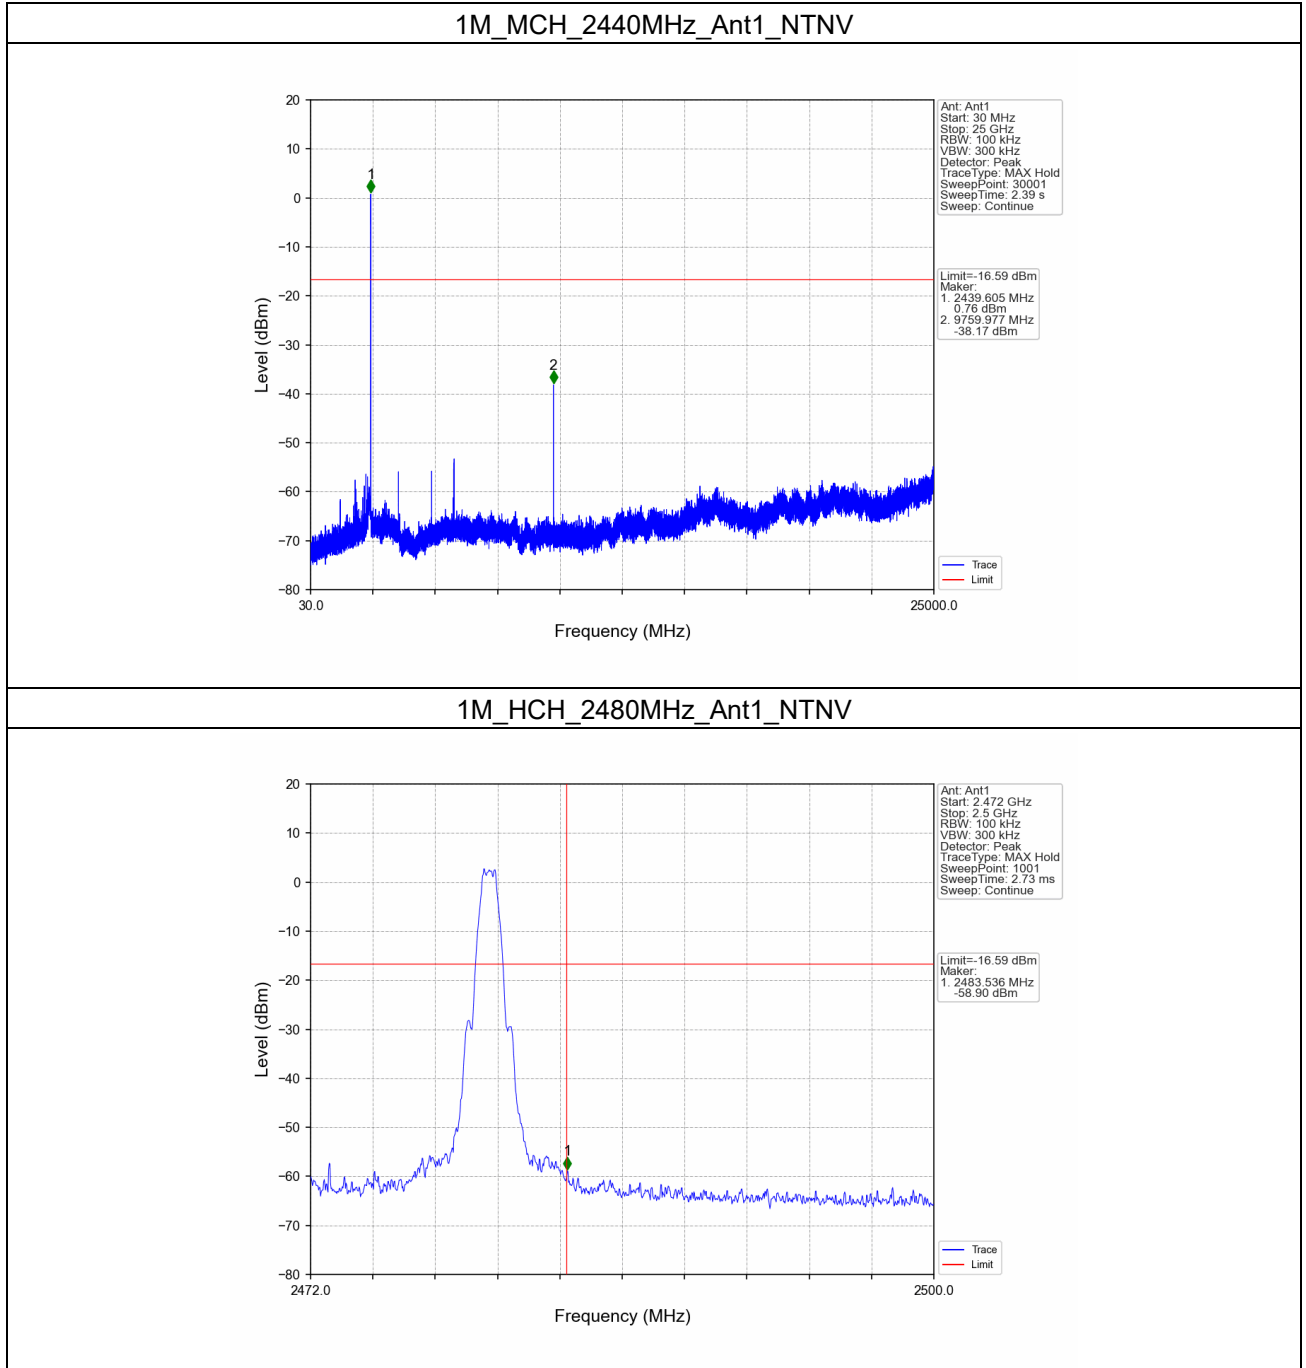 1M_MCH_2440MHz_Ant1_NTNV
20
10
0
−10
−20
−30
−40
−50
−60
−70
−80
Level (dBm)
1
2
30.0
25000.0
Frequency (MHz)
Ant: Ant1
Start: 30 MHz
Stop: 25 GHz
RBW: 100 kHz
VBW: 300 kHz
Detector: Peak
TraceType: MAX Hold
SweepPoint: 30001
SweepTime: 2.39 s
Sweep: Continue
Limit=-16.59 dBm
Maker:
1. 2439.605 MHz
0.76 dBm
2. 9759.977 MHz
-38.17 dBm
Trace
Limit
1M_HCH_2480MHz_Ant1_NTNV
20
10
0
−10
−20
−30
−40
−50
−60
−70
−80
Level (dBm)
1
2472.0
2500.0
Frequency (MHz)
Ant: Ant1
Start: 2.472 GHz
Stop: 2.5 GHz
RBW: 100 kHz
VBW: 300 kHz
Detector: Peak
TraceType: MAX Hold
SweepPoint: 1001
SweepTime: 2.73 ms
Sweep: Continue
Limit=-16.59 dBm
Maker:
1. 2483.536 MHz
-58.90 dBm
Trace
Limit